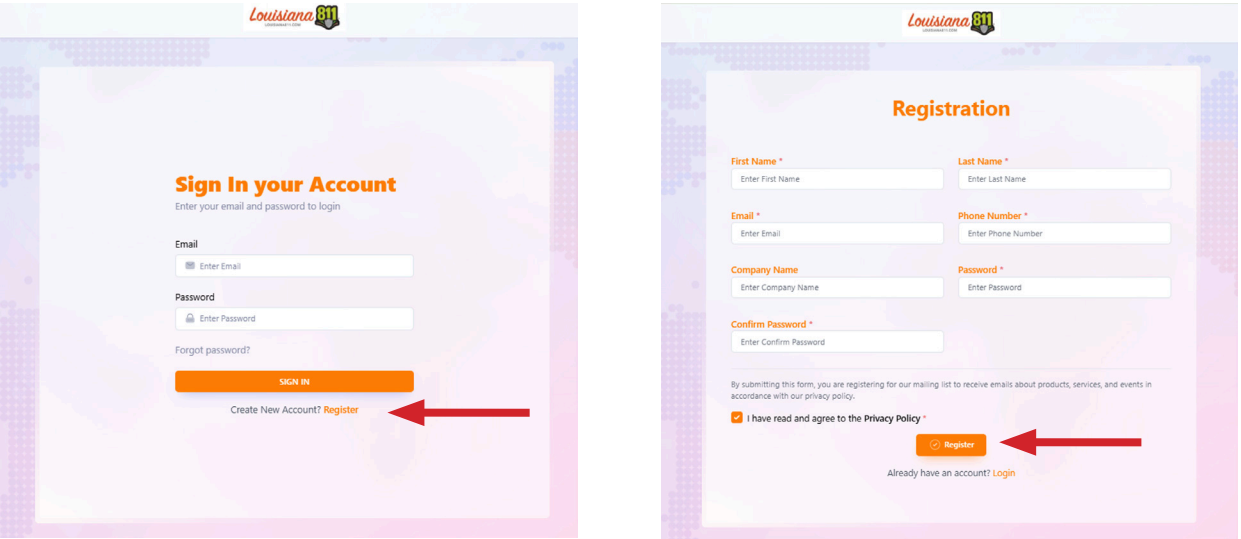 Louisiana 811
LOUISIANA811.COM
Sign In your Account
Enter your email and password to login
Email
Enter Email
Password
Enter Password
Forgot password?
SIGN IN
Create New Account? Register
Louisiana 811
LOUISIANA811.COM
Registration
First Name * Last Name *
Enter First Name Enter Last Name
Email * Phone Number *
Enter Email Enter Phone Number
Company Name Password *
Enter Company Name Enter Password
Confirm Password *
Enter Confirm Password
By submitting this form, you are registering for our mailing list to receive emails about products, services, and events in
accordance with our privacy policy.
I have read and agree to the Privacy Policy *
Register
Already have an account? Login